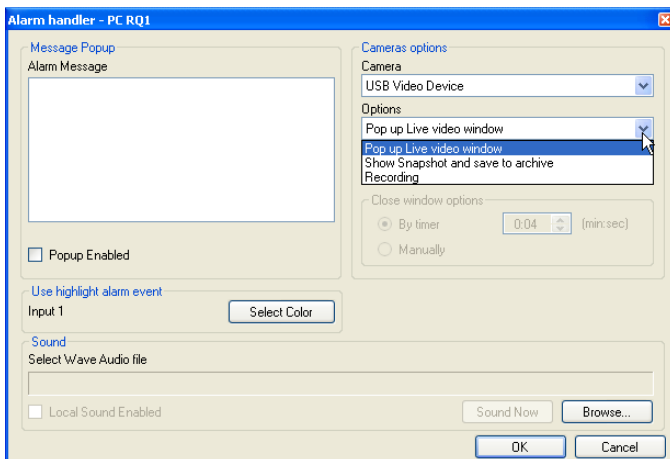 Alarm handler - PC RQ1
Message Popup
Alarm Message
Popup Enabled
Cameras options
Camera
USB Video Device
Options
Pop up Live video window
Pop up Live video window
Show Snapshot and save to archive
Recording
Close window options
By timer 0:04 (min:sec)
Manually
Use highlight alarm event
Input 1 Select Color
Sound
Select Wave Audio file
Local Sound Enabled Sound Now Browse...
OK Cancel